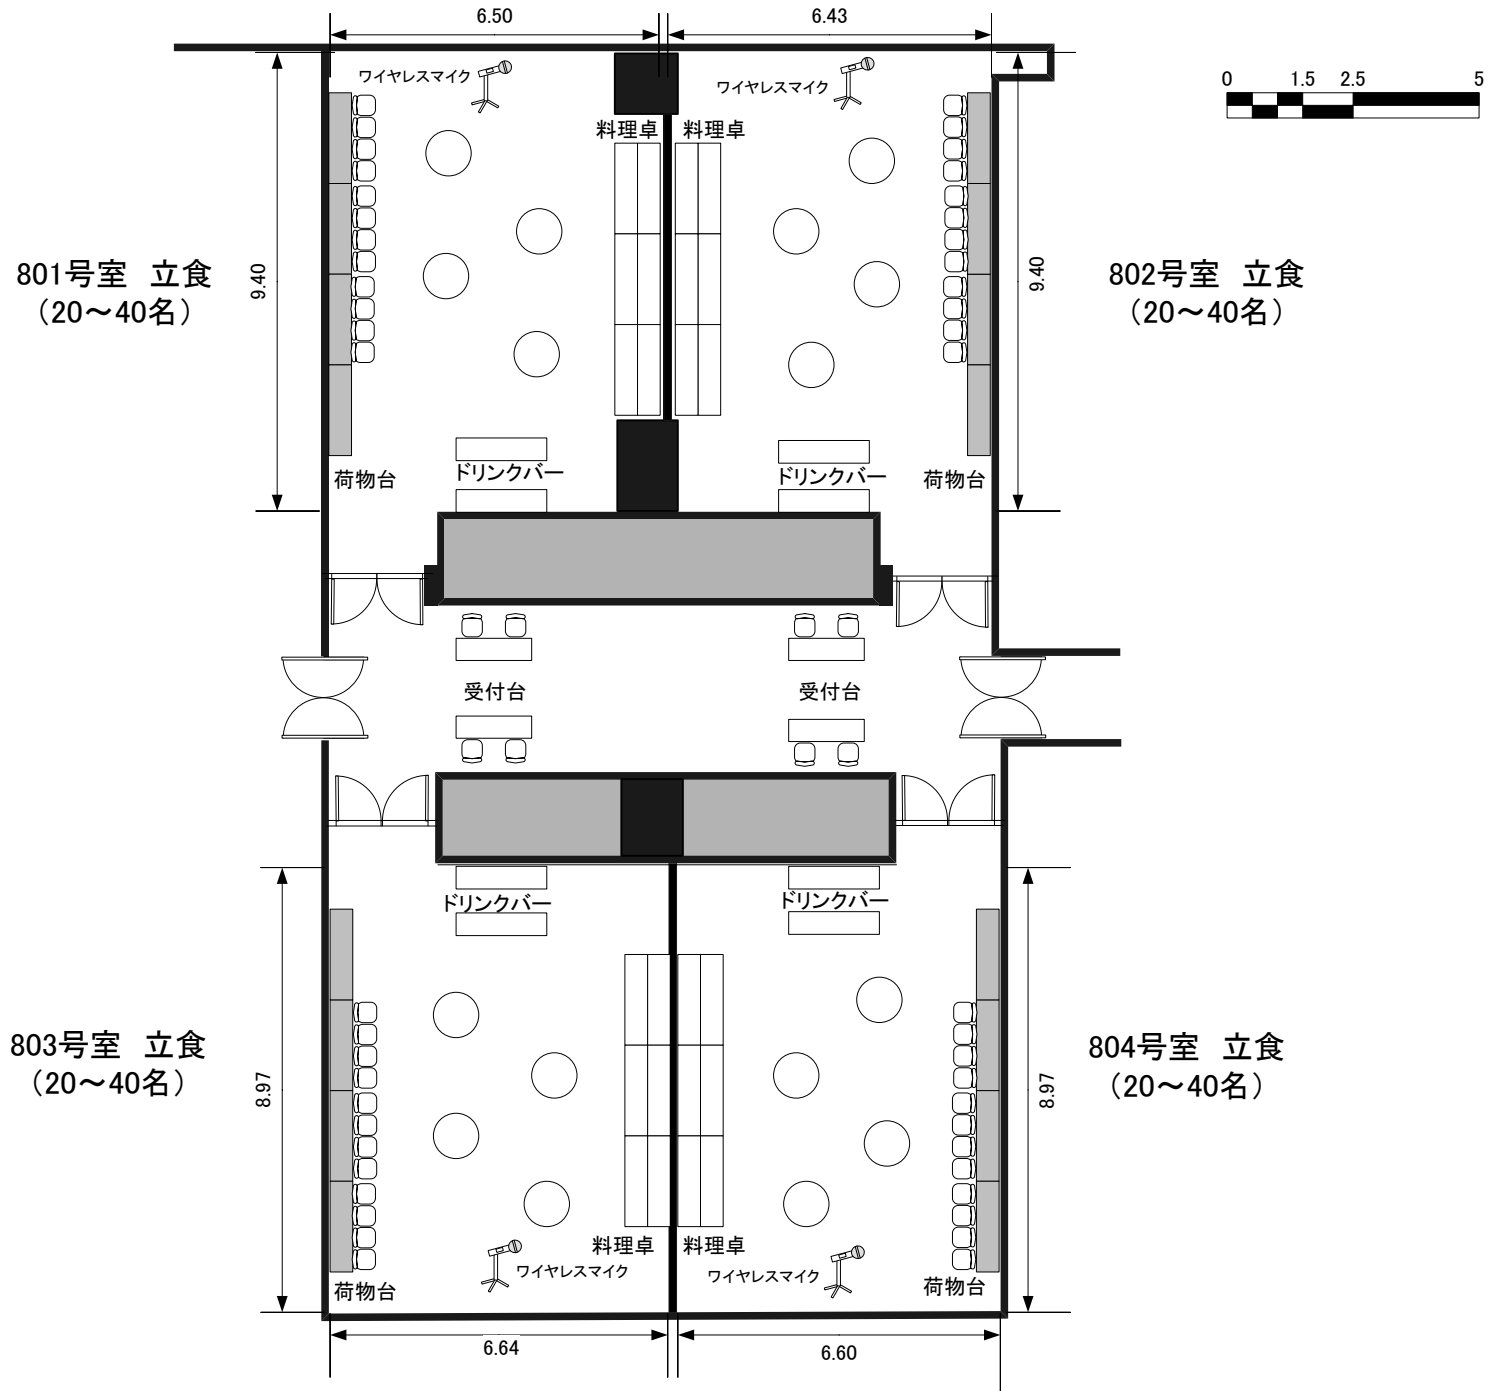 6.50
6.43
0 1.5 2.5 5
ワイヤレスマイク
ワイヤレスマイク
料理卓
料理卓
801号室 立食
（20～40名）
9.40
9.40
802号室 立食
（20～40名）
ドリンクバー
ドリンクバー
荷物台
荷物台
受付台
受付台
ドリンクバー
ドリンクバー
803号室 立食
（20～40名）
8.97
8.97
804号室 立食
（20～40名）
料理卓
料理卓
ワイヤレスマイク
ワイヤレスマイク
荷物台
荷物台
6.64
6.60